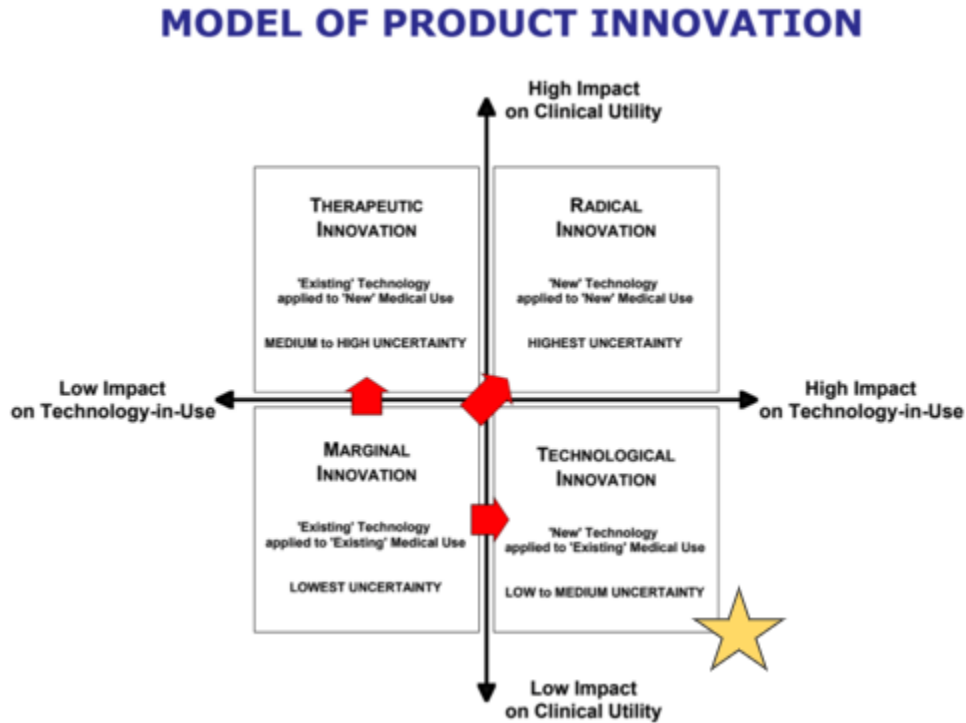 MODEL OF PRODUCT INNOVATION
High Impact
on Clinical Utility
THERAPEUTIC
INNOVATION
'Existing' Technology
applied to 'New' Medical Use
MEDIUM to HIGH UNCERTAINTY
RADICAL
INNOVATION
'New' Technology
applied to 'New' Medical Use
HIGHEST UNCERTAINTY
Low Impact
on Technology-in-Use
High Impact
on Technology-in-Use
MARGINAL
INNOVATION
'Existing' Technology
applied to 'Existing' Medical Use
LOWEST UNCERTAINTY
TECHNOLOGICAL
INNOVATION
'New' Technology
applied to 'Existing' Medical Use
LOW to MEDIUM UNCERTAINTY
Low Impact
on Clinical Utility